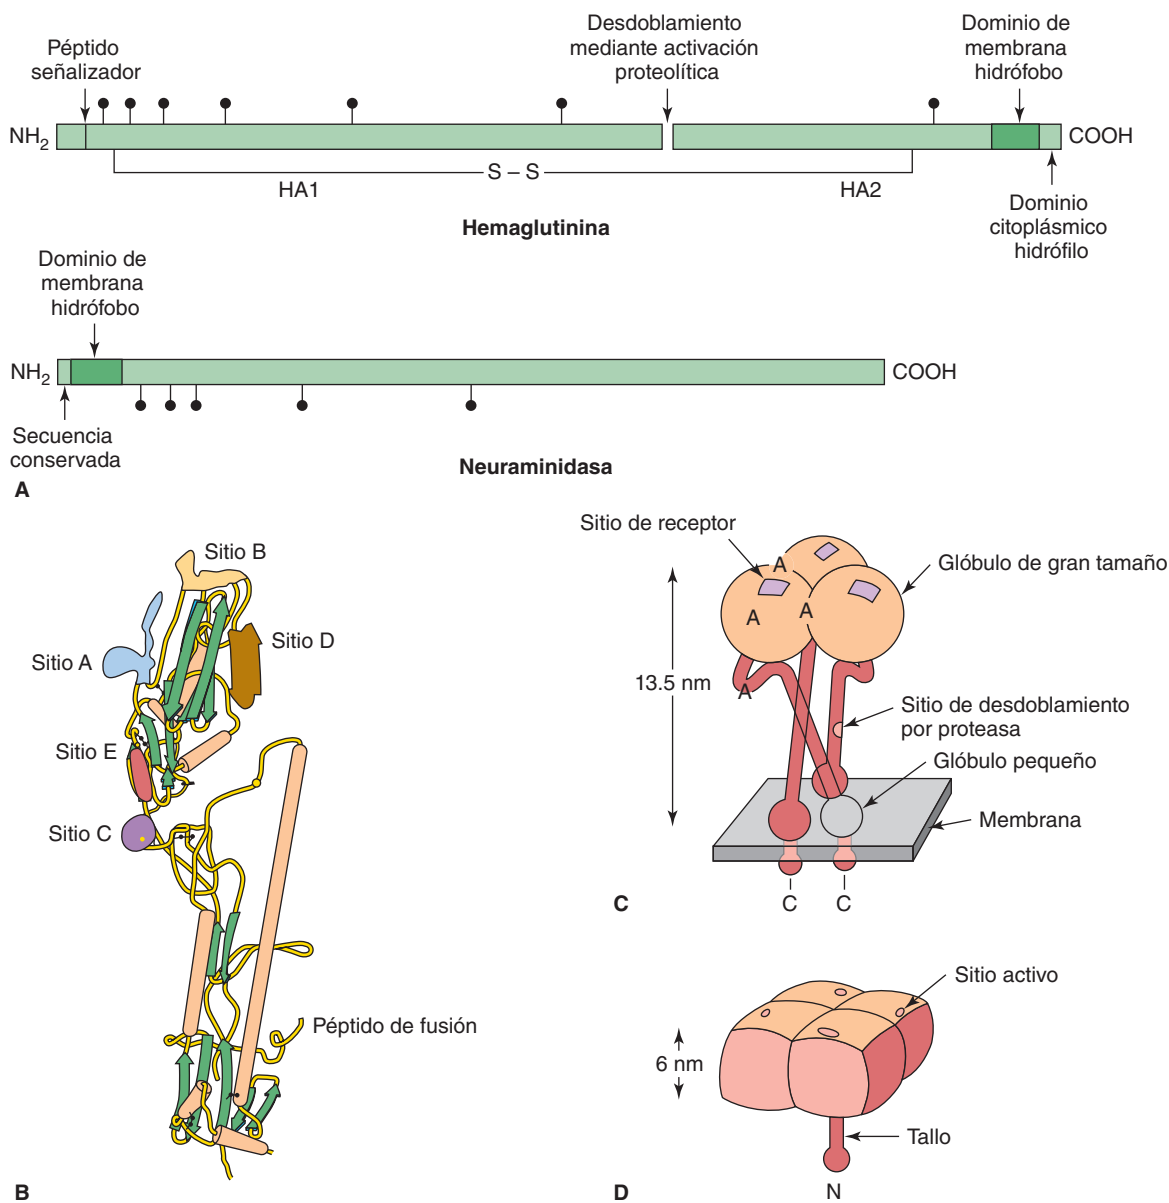 Péptido
señalizador
Desdoblamiento
mediante activación
proteolítica
Dominio de
membrana
hidrófobo
NH2
COOH
S – S
HA1
HA2
Hemaglutinina
Dominio
citoplásmico
hidrófilo
Dominio de
membrana
hidrófobo
NH2
COOH
Secuencia
conservada
Neuraminidasa
A
Sitio B
Sitio A
Sitio D
Sitio E
Sitio C
Péptido de fusión
B
Sitio de receptor
Glóbulo de gran tamaño
A
A
A
A
13.5 nm
Sitio de desdoblamiento
por proteasa
Glóbulo pequeño
Membrana
C
C
C
Sitio activo
6 nm
Tallo
N
D